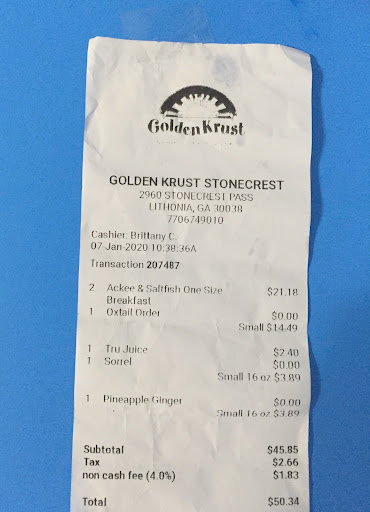 Golden Krust
GOLDEN KRUST STONECREST
2960 STONECREST PASS
LITHONIA, GA 30038
7706749010
Cashier: Brittany C.
07-Jan-2020 10:38:36A
Transaction 207487
2 Ackee & Saltfish One Size $21.18
Breakfast
1 Oxtail Order $0.00
Small $14.49
1 Tru Juice $2.40
1 Sorrel $0.00
Small 16 oz $3.89
1 Pineapple Ginger $0.00
Small 16 oz $3.89
Subtotal $45.85
Tax $2.66
non cash fee (4.0%) $1.83
Total $50.34